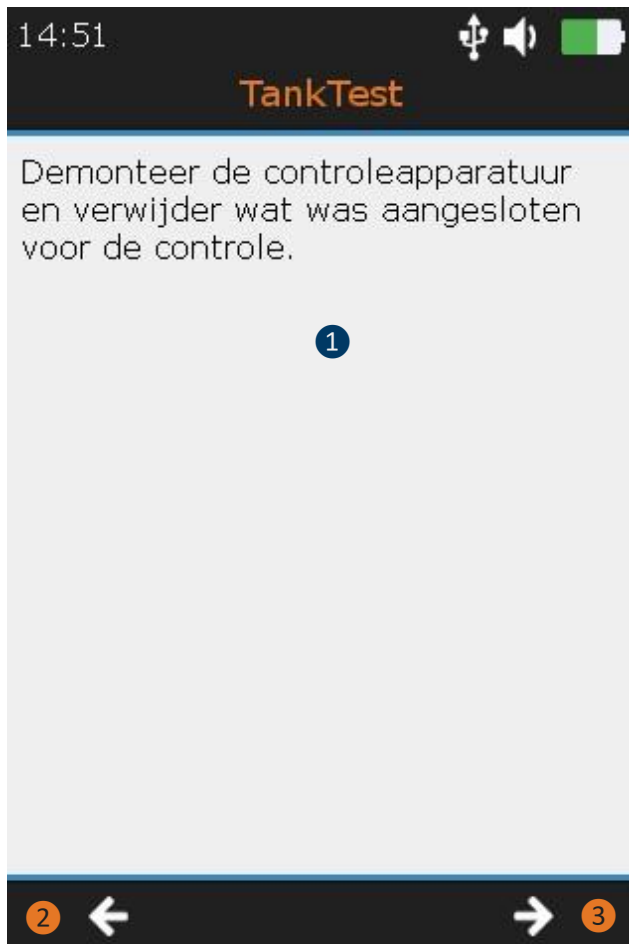 14:51
TankTest
Demonteer de controleapparatuur
en verwijder wat was aangesloten
voor de controle.
1
2
3